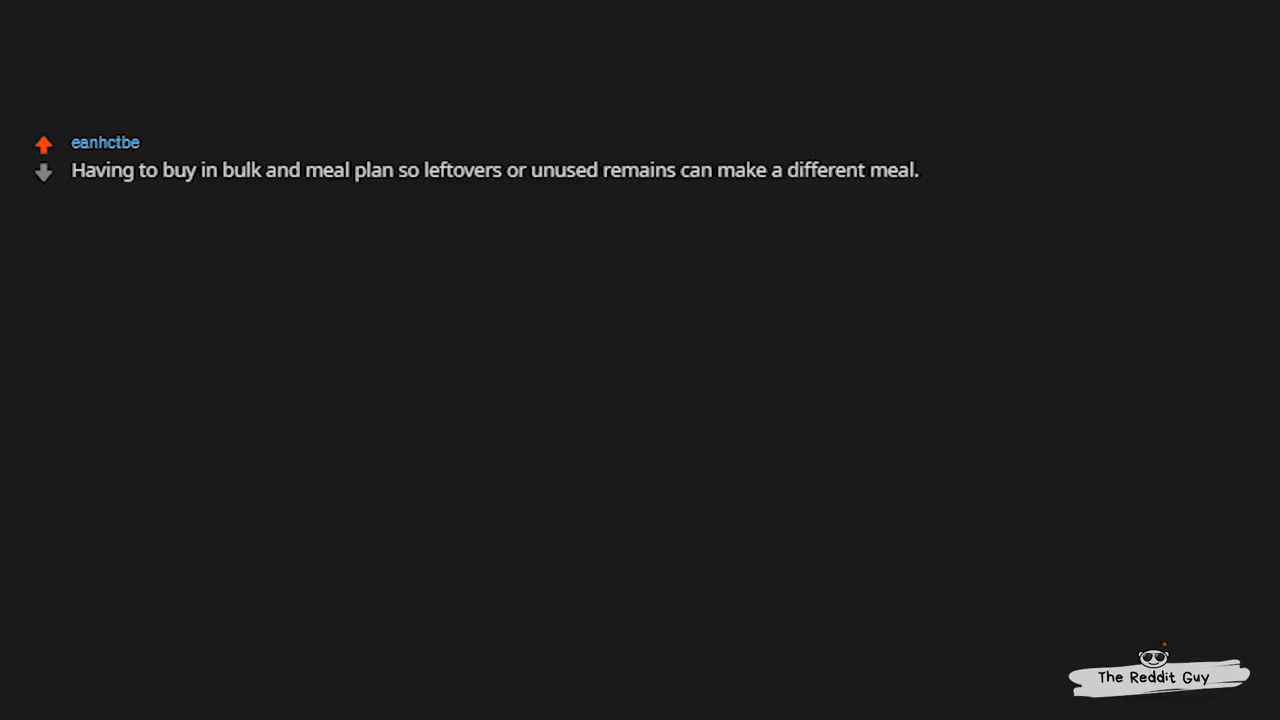 eanhctbe
Having to buy in bulk and meal plan so leftovers or unused remains can make a different meal.
The Reddit Guy